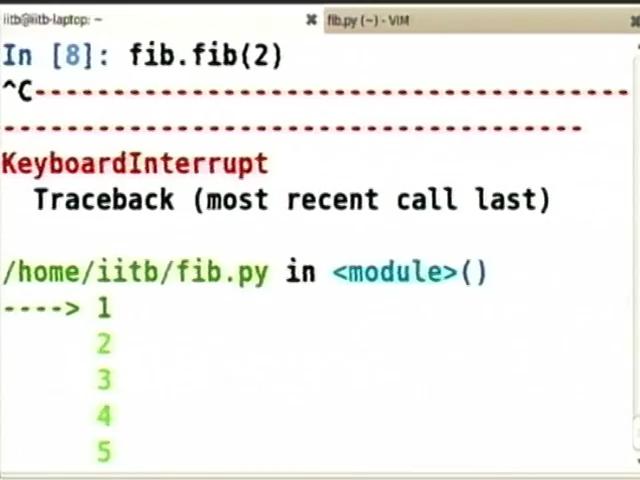 iitb@iitb-laptop: ~
fib.py (~) - VIM
In [8]: fib.fib(2)
^C---------------------------------------
-------------------------------------
KeyboardInterrupt
Traceback (most recent call last)
/home/iitb/fib.py in <module>()
----> 1
2
3
4
5